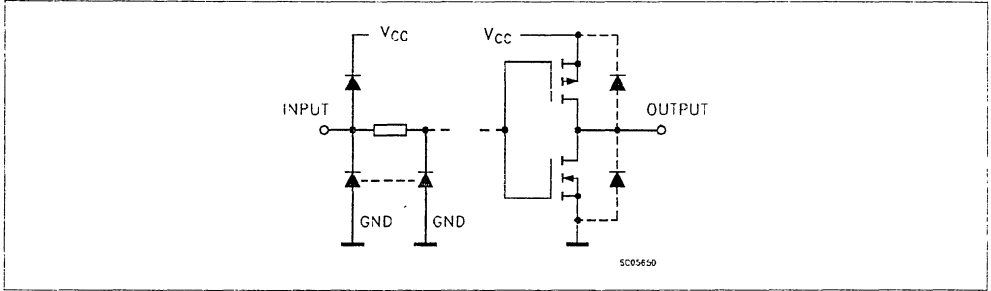 VCC
VCC
INPUT
OUTPUT
GND
GND
SC05650